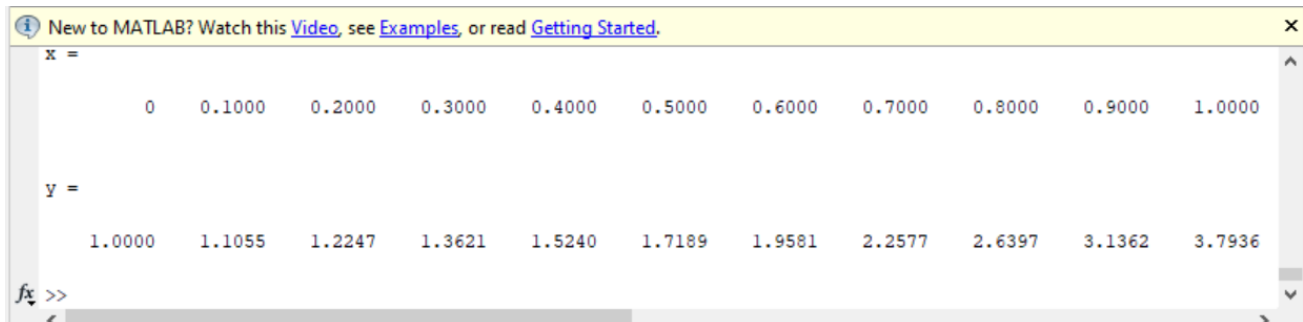 New to MATLAB? Watch this Video, see Examples, or read Getting Started.
x =
0 0.1000 0.2000 0.3000 0.4000 0.5000 0.6000 0.7000 0.8000 0.9000 1.0000
y =
1.0000 1.1055 1.2247 1.3621 1.5240 1.7189 1.9581 2.2577 2.6397 3.1362 3.7936
fx >>